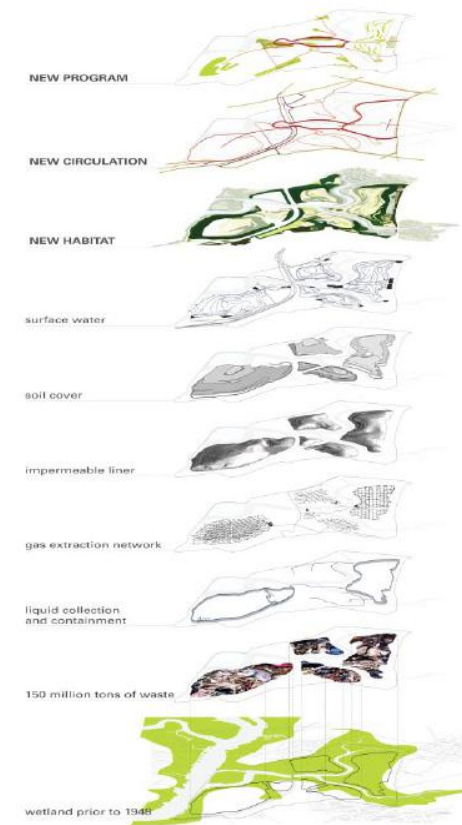 NEW PROGRAM
NEW CIRCULATION
NEW HABITAT
surface water
soil cover
impermeable liner
gas extraction network
liquid collection
and containment
150 million tons of waste
wetland prior to 1948